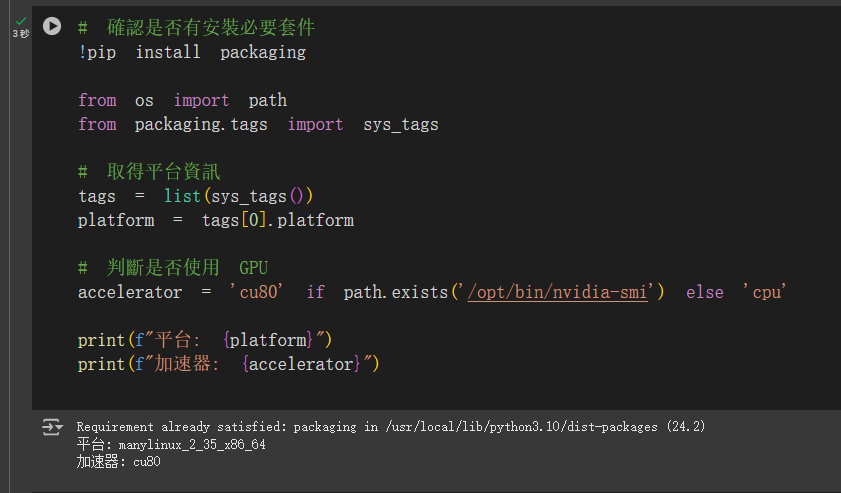 3 秒
# 確認是否有安裝必要套件
!pip install packaging
from os import path
from packaging.tags import sys_tags
# 取得平台資訊
tags = list(sys_tags())
platform = tags[0].platform
# 判斷是否使用 GPU
accelerator = 'cu80' if path.exists('/opt/bin/nvidia-smi') else 'cpu'
print(f"平台: {platform}")
print(f"加速器: {accelerator}")
Requirement already satisfied: packaging in /usr/local/lib/python3.10/dist-packages (24.2)
平台: manylinux_2_35_x86_64
加速器: cu80